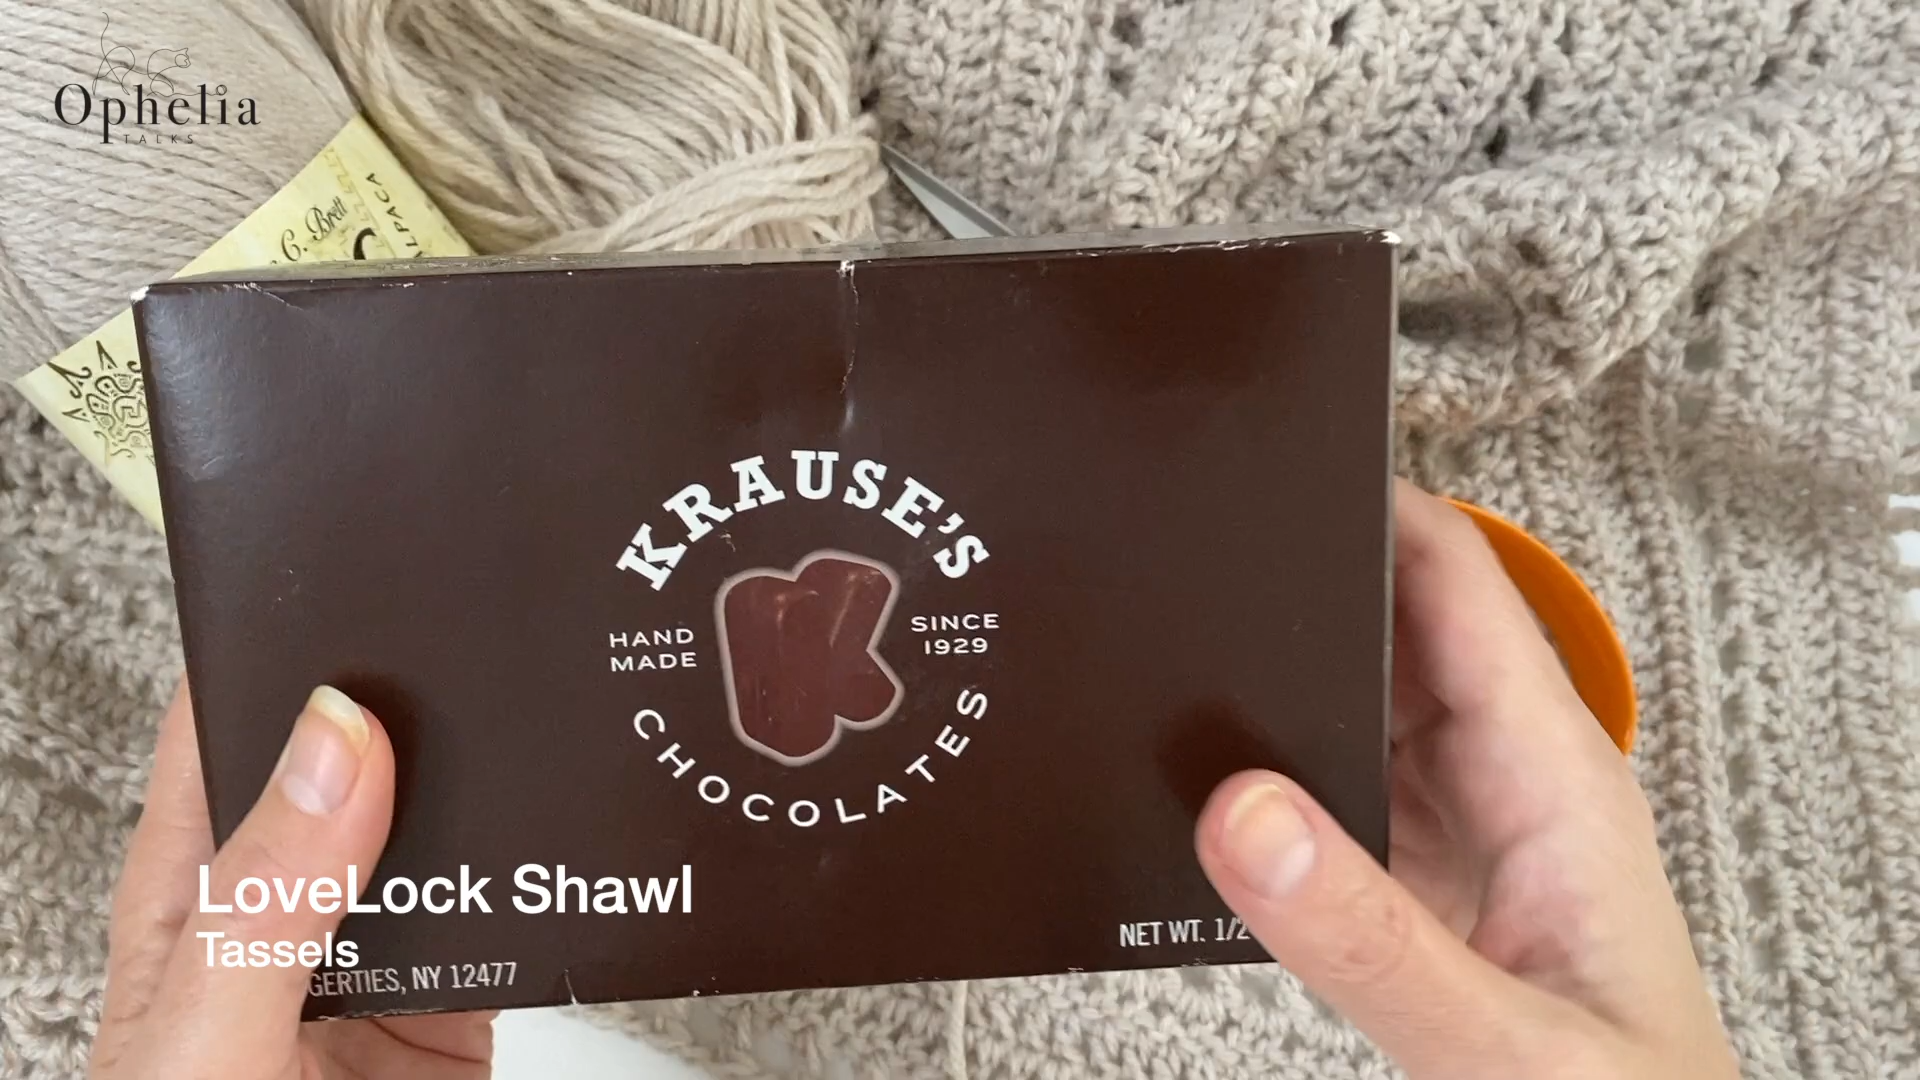 Ophelia
TALKS
C. Brett
ALPACA
KRAUSE'S
HAND
MADE
SINCE
1929
CHOCOLATES
LoveLock Shawl
Tassels
NET WT. 1/2
GERTIES, NY 12477